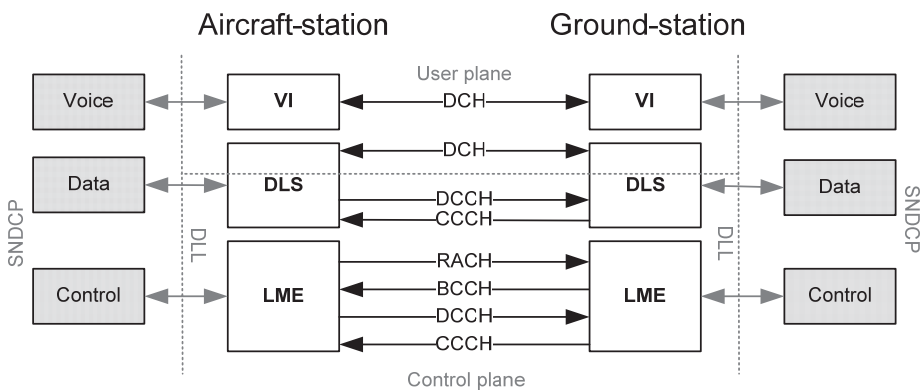 Aircraft-station Ground-station
User plane
Voice VI DCH VI Voice
DCH
Data DLS DLS Data
DCCH
CCCH
SNDCP DLL DLL SNDCP
RACH
BCCH
Control LME LME Control
DCCH
CCCH
Control plane